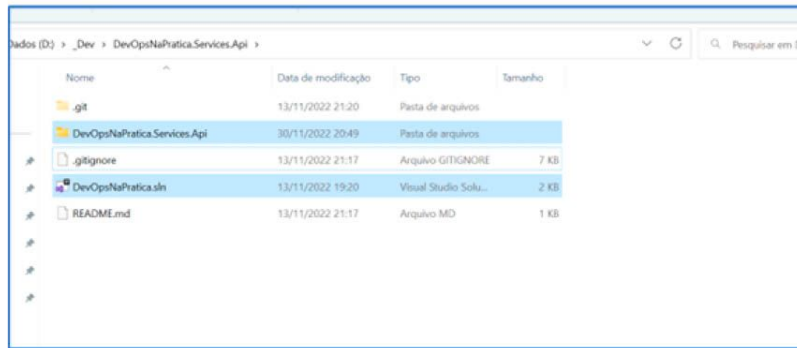 Dados (D:) > _Dev > DevOpsNaPratica.Services.Api >
Pesquisar em
Nome Data de modificação Tipo Tamanho
.git 13/11/2022 21:20 Pasta de arquivos
DevOpsNaPratica.Services.Api 30/11/2022 20:49 Pasta de arquivos
.gitignore 13/11/2022 21:17 Arquivo GITIGNORE 7 KB
DevOpsNaPratica.sln 13/11/2022 19:20 Visual Studio Solu... 2 KB
README.md 13/11/2022 21:17 Arquivo MD 1 KB